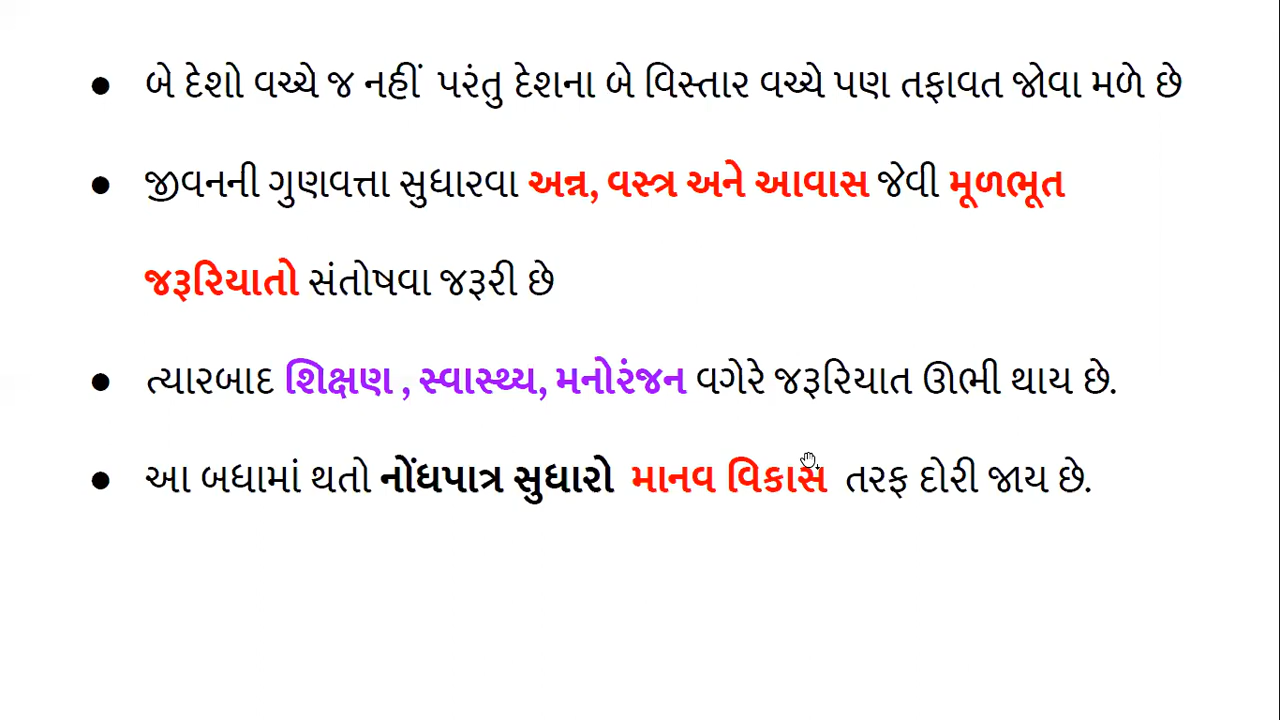 ● બે દેશો વચ્ચે જ નહીં પરંતુ દેશના બે વિસ્તાર વચ્ચે પણ તફાવત જોવા મળે છે
● જીવનની ગુણવત્તા સુધારવા અન્ન, વસ્ત્ર અને આવાસ જેવી મૂળભૂત
જરૂરિયાતો સંતોષવા જરૂરી છે
● ત્યારબાદ શિક્ષણ , સ્વાસ્થ્ય, મનોરંજન વગેરે જરૂરિયાત ઊભી થાય છે.
● આ બધામાં થતો નોંધપાત્ર સુધારો માનવ વિકાસ તરફ દોરી જાય છે.